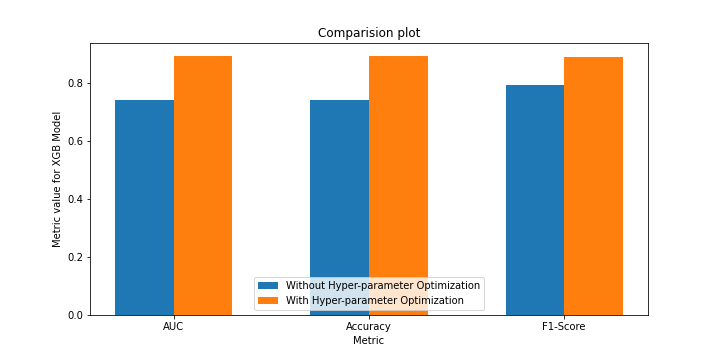 Comparision plot
Metric value for XGB Model
0.8
0.6
0.4
0.2
0.0
Without Hyper-parameter Optimization
With Hyper-parameter Optimization
AUC
Accuracy
F1-Score
Metric